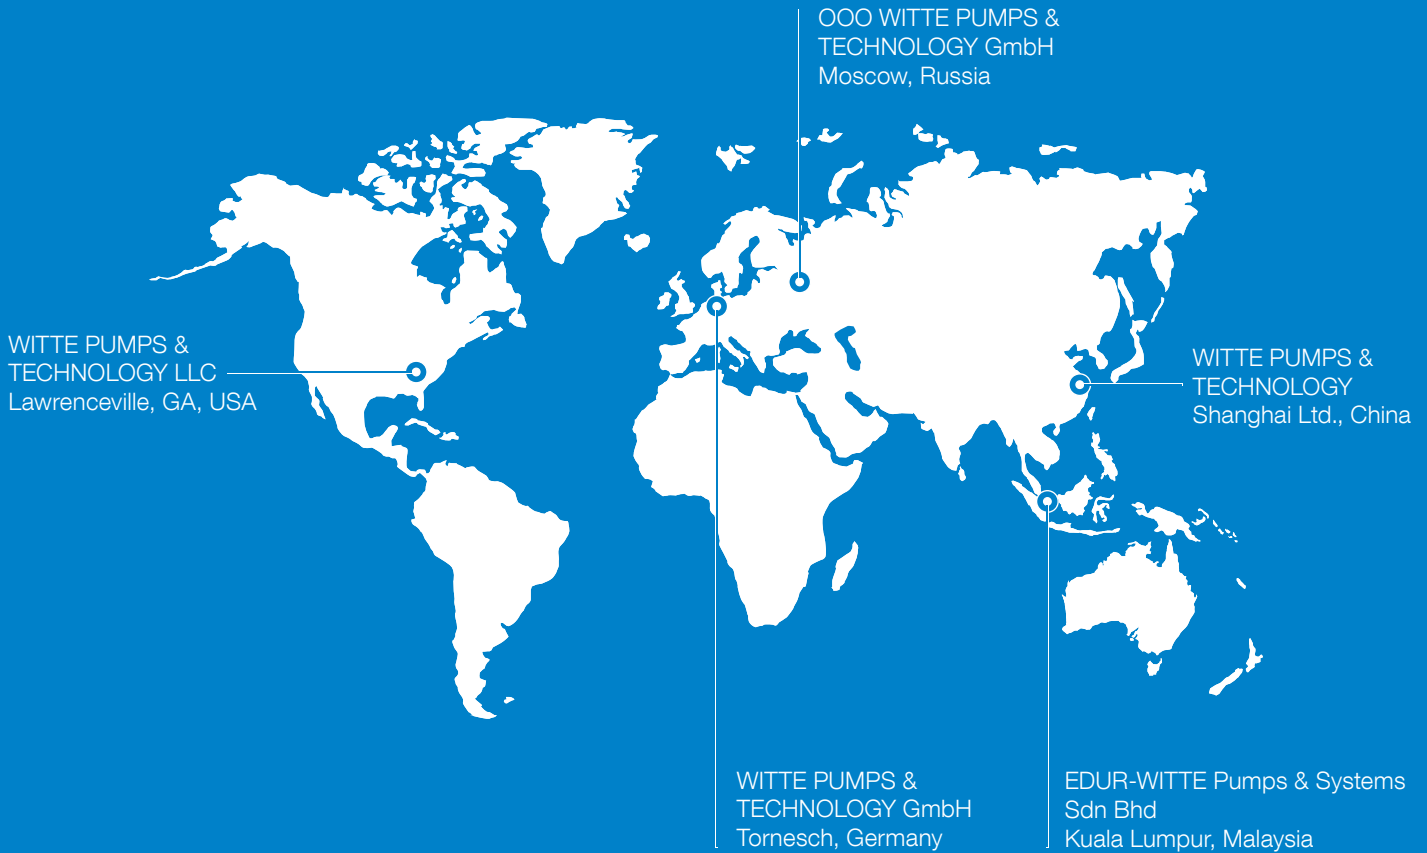 OOO WITTE PUMPS &
TECHNOLOGY GmbH
Moscow, Russia
WITTE PUMPS &
TECHNOLOGY LLC
Lawrenceville, GA, USA
WITTE PUMPS &
TECHNOLOGY
Shanghai Ltd., China
WITTE PUMPS &
TECHNOLOGY GmbH
Tornesch, Germany
EDUR-WITTE Pumps & Systems
Sdn Bhd
Kuala Lumpur, Malaysia